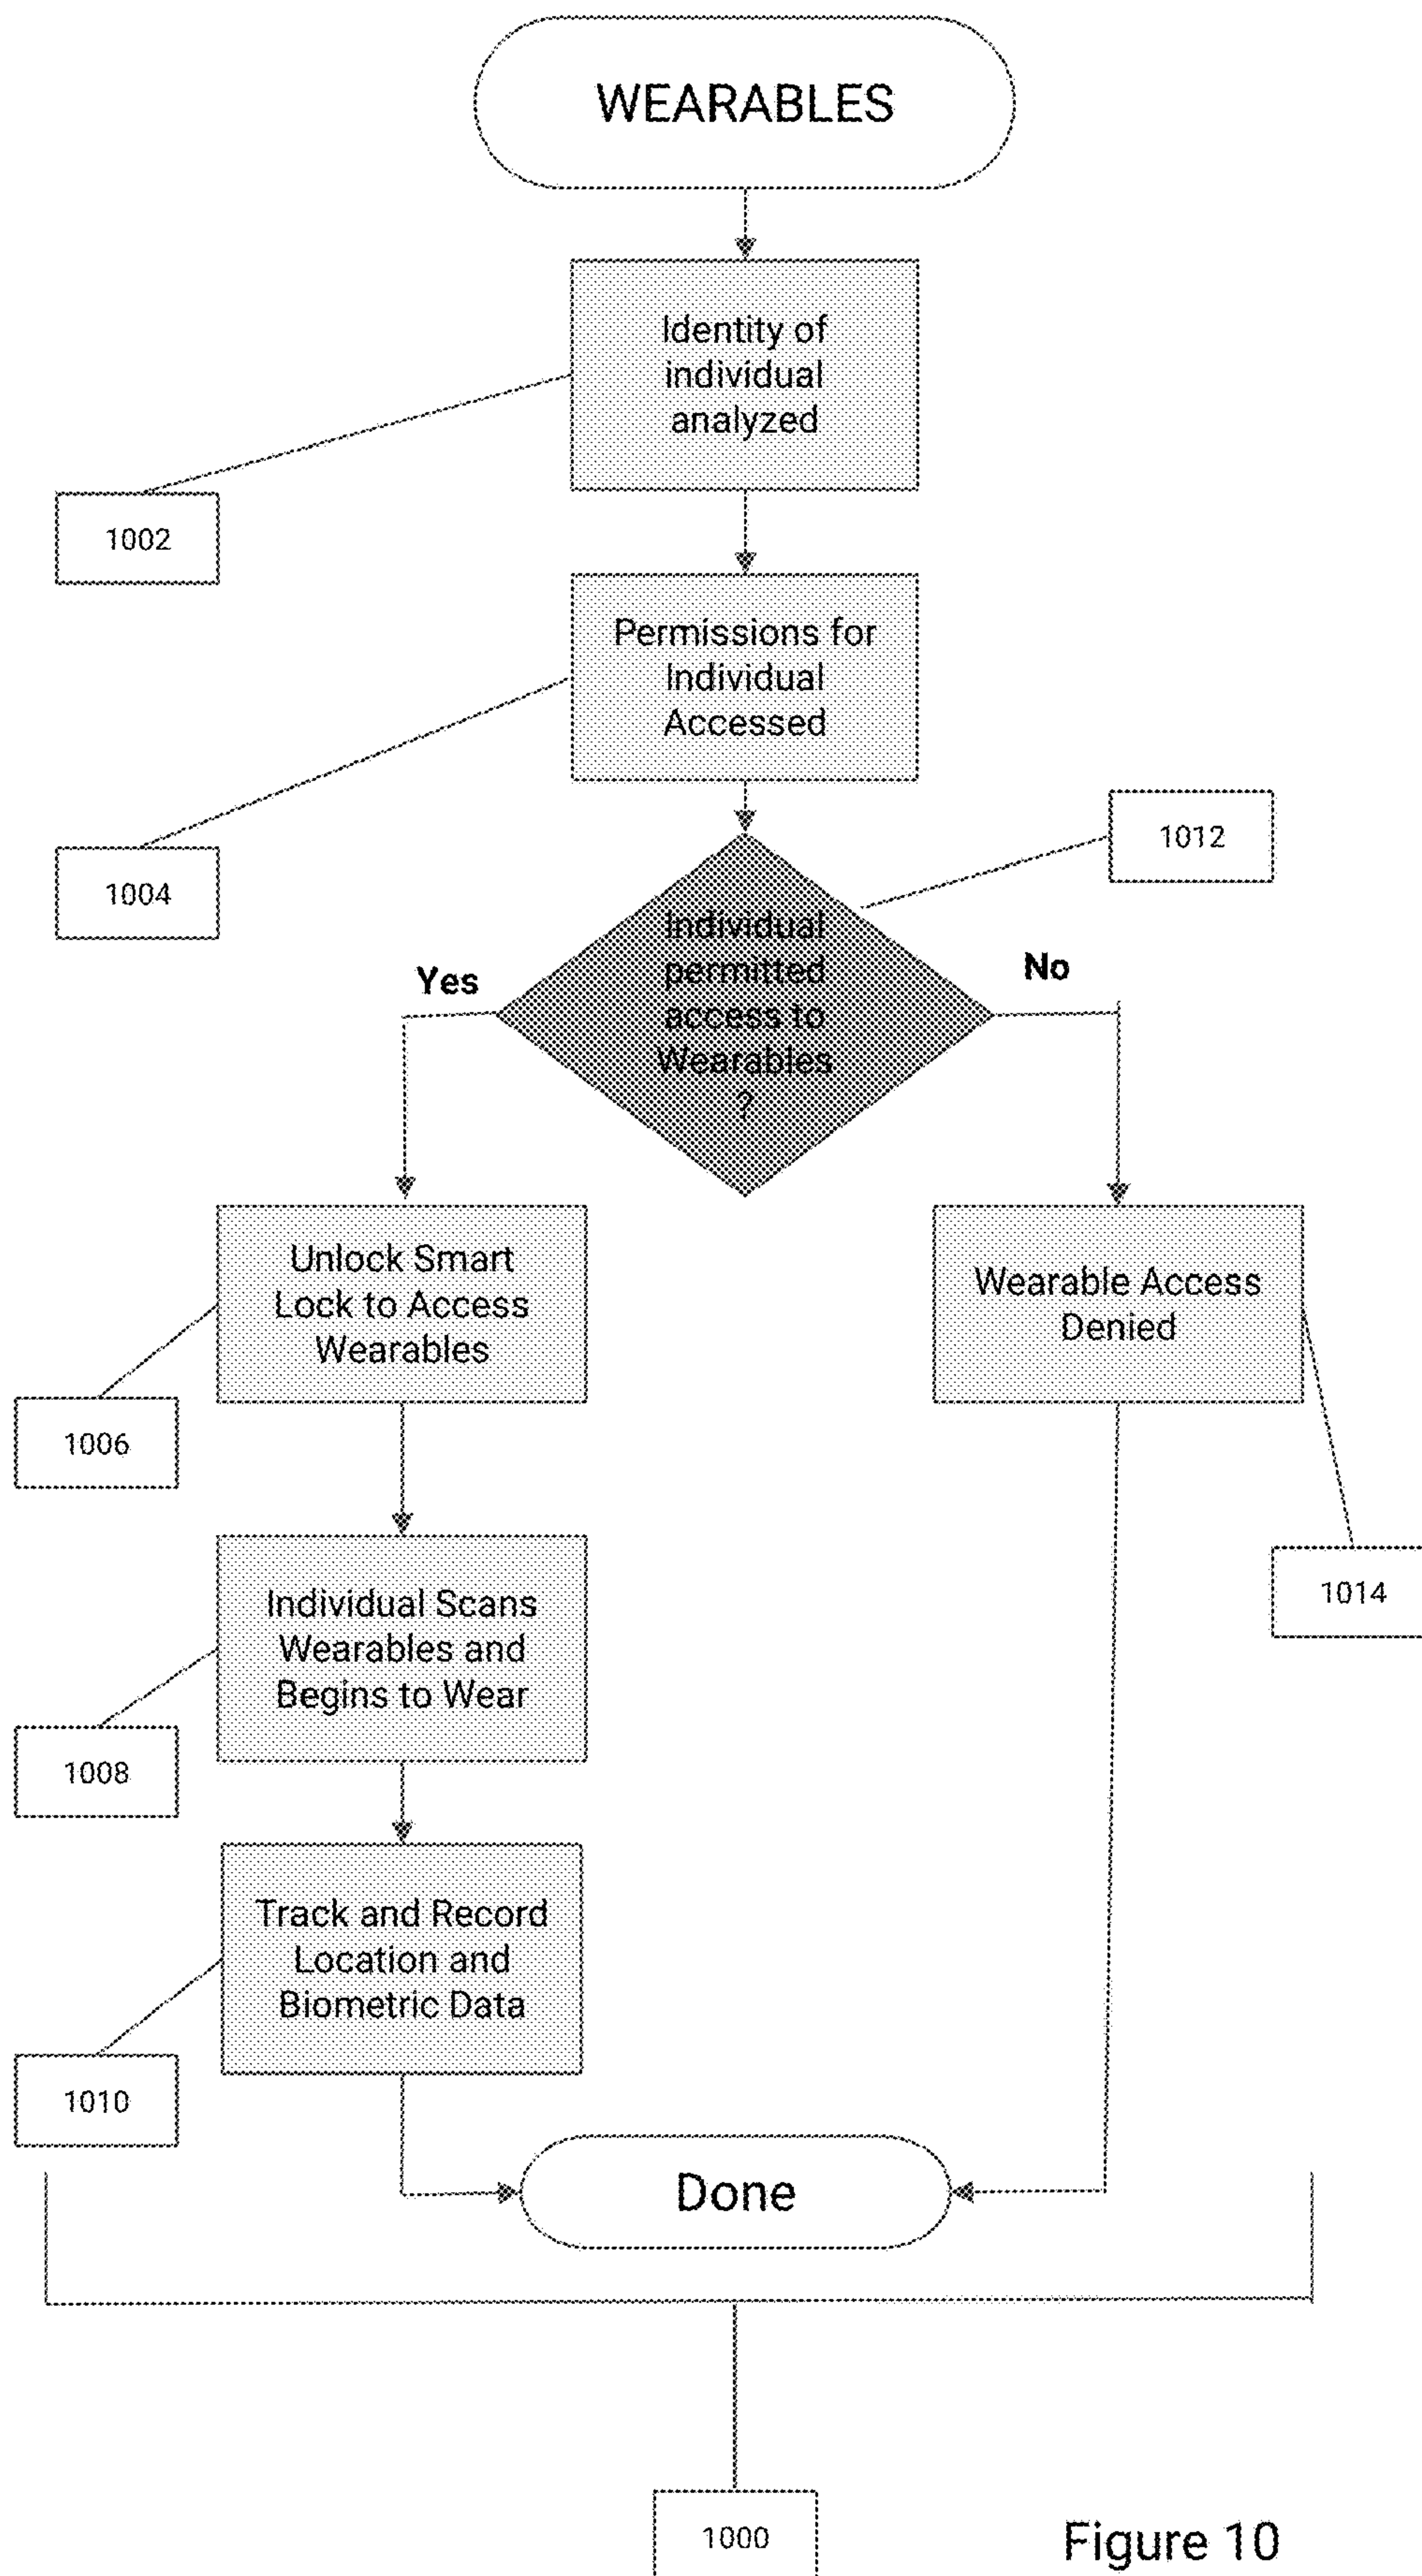 WEARABLES
Identity of
individual
analyzed
1002
Permissions for
Individual
Accessed
1004
1012
Individual
permitted
access to
Wearables
?
Yes
No
Unlock Smart
Lock to Access
Wearables
1006
Wearable Access
Denied
1014
Individual Scans
Wearables and
Begins to Wear
1008
Track and Record
Location and
Biometric Data
1010
Done
1000
Figure 10